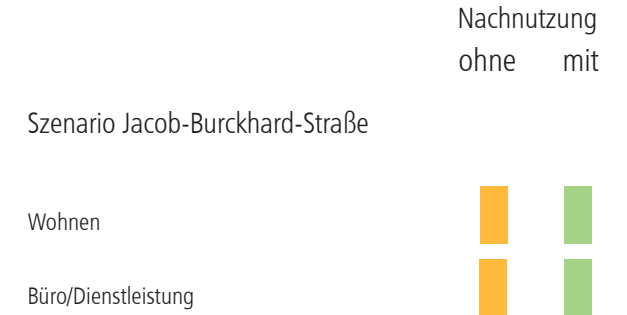 Nachnutzung
ohne mit
Szenario Jacob-Burckhard-Straße
Wohnen
Büro/Dienstleistung